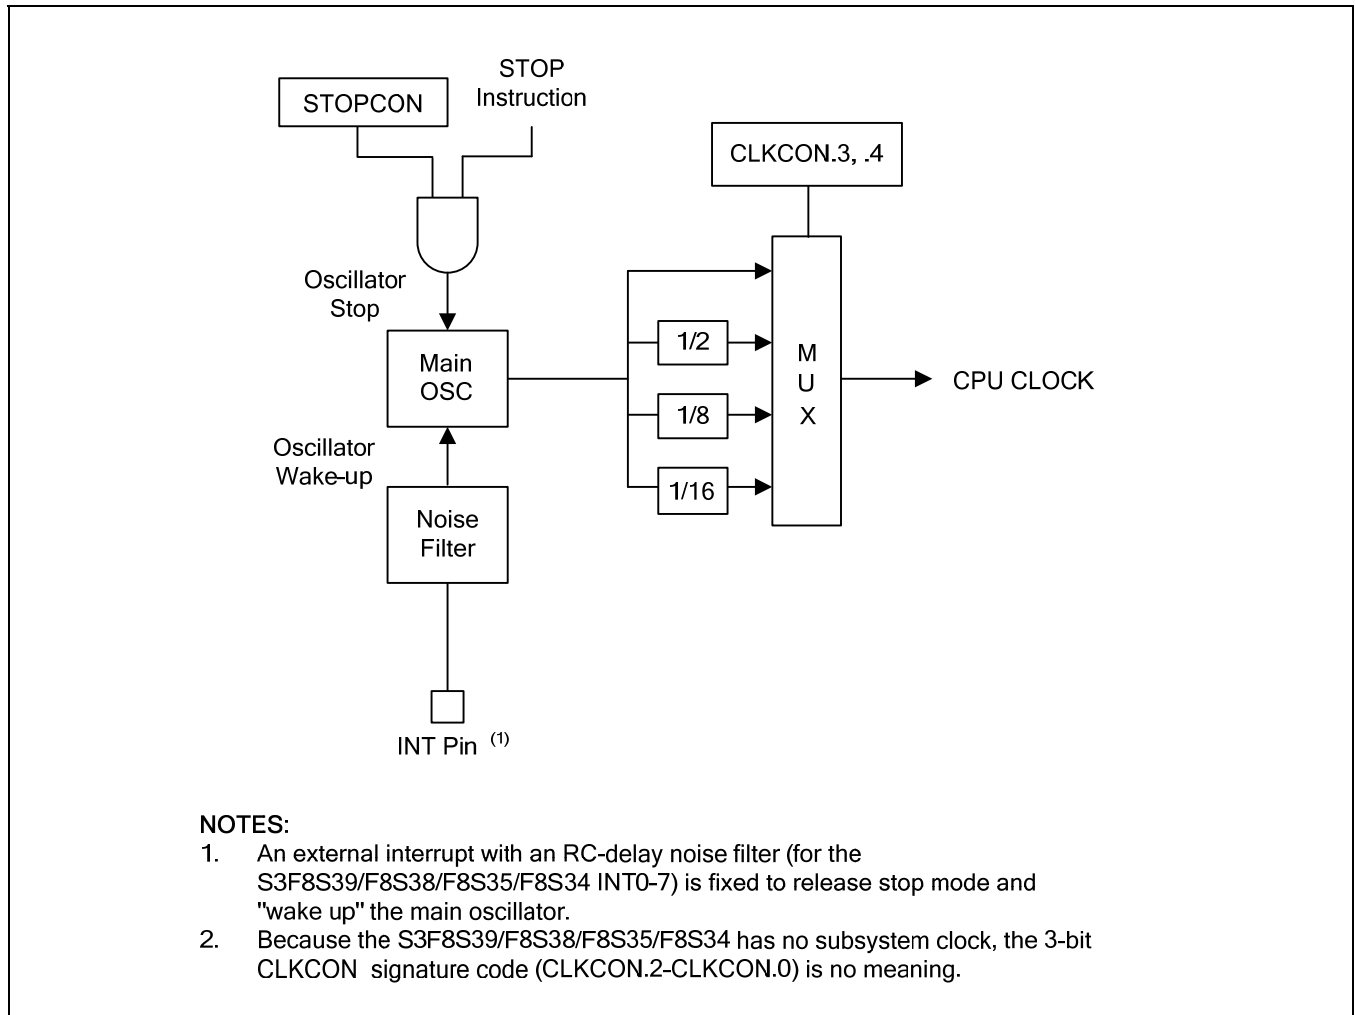 STOPCON
STOP
Instruction
CLKCON.3, .4
Oscillator
Stop
Main
OSC
1/2
1/8
1/16
M
U
X
CPU CLOCK
Oscillator
Wake-up
Noise
Filter
INT Pin (1)
NOTES:
1. An external interrupt with an RC-delay noise filter (for the
S3F8S39/F8S38/F8S35/F8S34 INT0-7) is fixed to release stop mode and
"wake up" the main oscillator.
2. Because the S3F8S39/F8S38/F8S35/F8S34 has no subsystem clock, the 3-bit
CLKCON signature code (CLKCON.2-CLKCON.0) is no meaning.